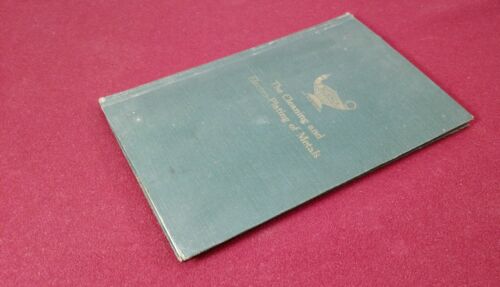 The Cleaning and
Electro-Plating of Metals